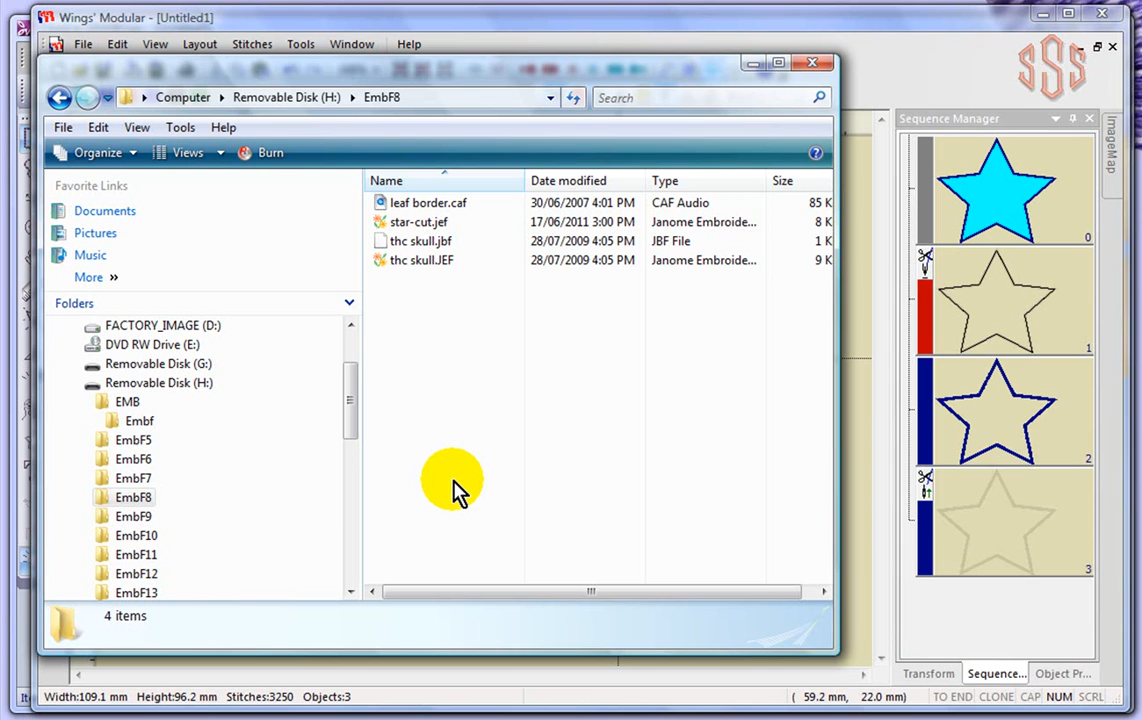 Wings' Modular - [Untitled1]
File Edit View Layout Stitches Tools Window Help
SSS
Computer Removable Disk (H:) EmbF8 Search
File Edit View Tools Help
Organize Views Burn
Favorite Links
Documents
Pictures
Music
More »
Folders
FACTORY_IMAGE (D:)
DVD RW Drive (E:)
Removable Disk (G:)
Removable Disk (H:)
EMB
Embf
EmbF5
EmbF6
EmbF7
EmbF8
EmbF9
EmbF10
EmbF11
EmbF12
EmbF13
Name Date modified Type Size
leaf border.caf 30/06/2007 4:01 PM CAF Audio 85 K
star-cut.jef 17/06/2011 3:00 PM Janome Embroide... 8 K
thc skull.jbf 28/07/2009 4:05 PM JBF File 1 K
thc skull.JEF 28/07/2009 4:05 PM Janome Embroide... 9 K
4 items
Sequence Manager
ImageMap
0
1
2
3
Transform Sequence... Object Pr...
Width:109.1 mm Height:96.2 mm Stitches:3250 Objects:3 ( 59.2 mm, 22.0 mm) TO END CLONE CAP NUM SCRL